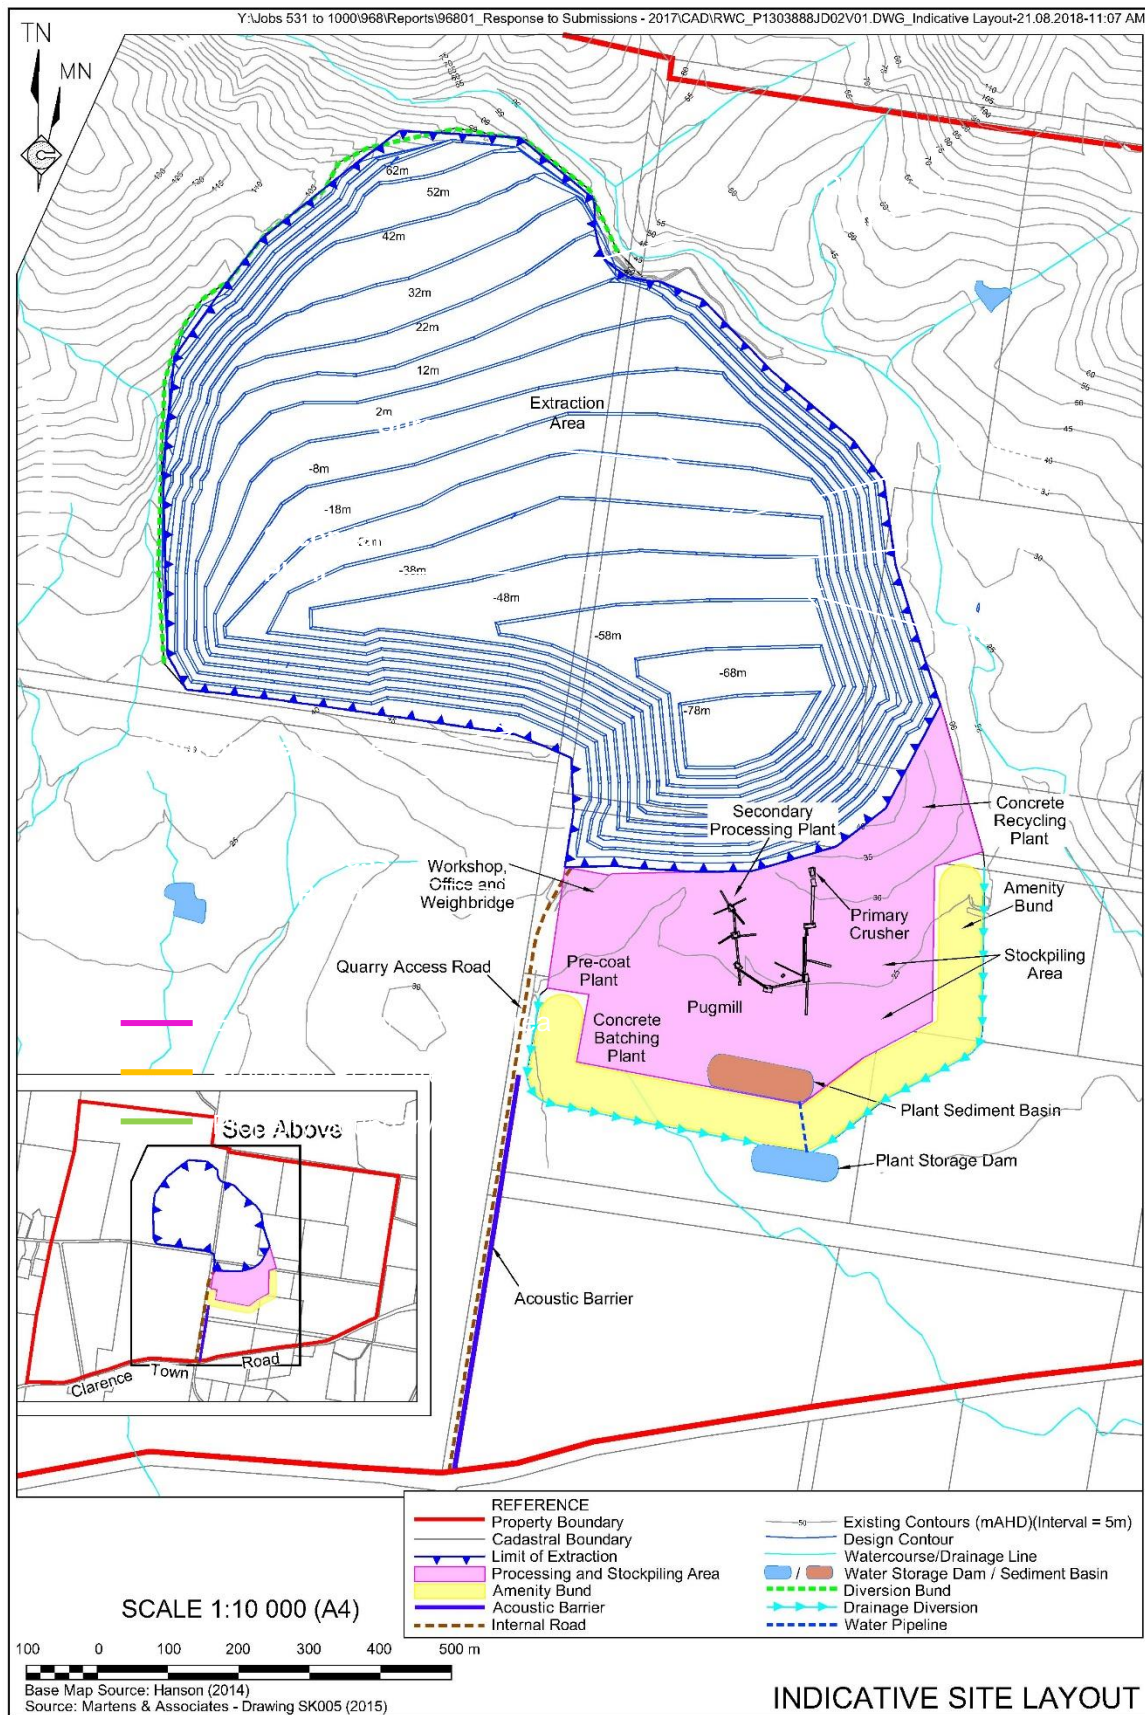 Y:\Jobs 531 to 1000\968\Reports\96801_Response to Submissions - 2017\CAD\RWC_P1303888JD02V01.DWG_Indicative Layout-21.08.2018-11:07 AM
TN
MN
62m
52m
42m
32m
22m
12m
2m
-8m
-18m
-38m
-48m
-58m
-68m
-78m
Extraction
Area
Secondary
Processing Plant
Concrete
Recycling
Plant
Workshop,
Office and
Weighbridge
Primary
Crusher
Amenity
Bund
Stockpiling
Area
Quarry Access Road
Pre-coat
Plant
Pugmill
Concrete
Batching
Plant
Plant Sediment Basin
Plant Storage Dam
Acoustic Barrier
See Above
Clarence Town Road
REFERENCE
Property Boundary
Cadastral Boundary
Limit of Extraction
Processing and Stockpiling Area
Amenity Bund
Acoustic Barrier
Internal Road
50 Existing Contours (mAHD)(Interval = 5m)
Design Contour
Watercourse/Drainage Line
/ Water Storage Dam / Sediment Basin
Diversion Bund
Drainage Diversion
Water Pipeline
SCALE 1:10 000 (A4)
100 0 100 200 300 400 500 m
Base Map Source: Hanson (2014)
Source: Martens & Associates - Drawing SK005 (2015)
INDICATIVE SITE LAYOUT